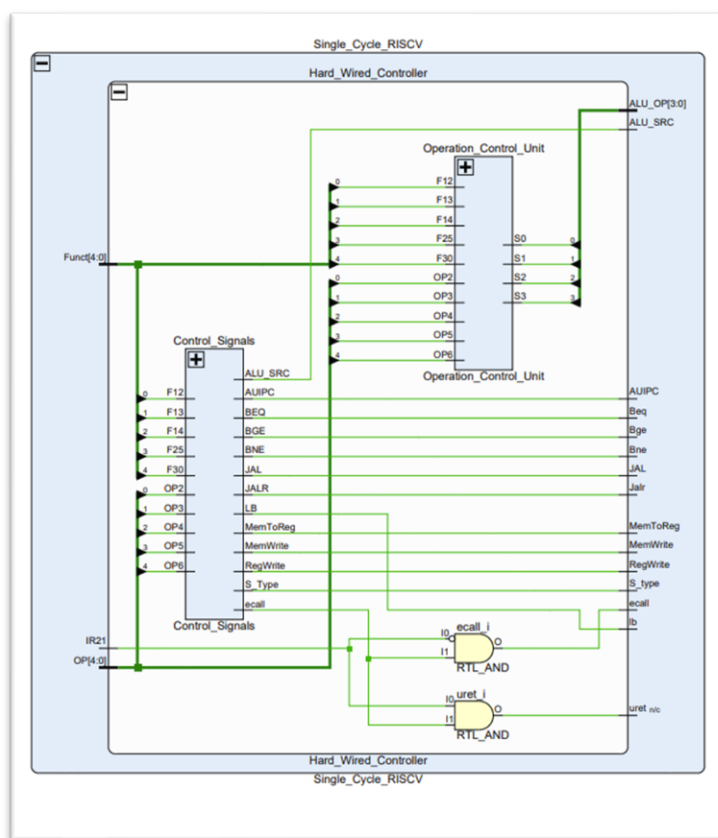 Single_Cycle_RISCV
Hard_Wired_Controller
ALU_OP[3:0]
ALU_SRC
Operation_Control_Unit
0 F12
1 F13
2 F14
3 F25
4 F30
0 OP2
1 OP3
2 OP4
3 OP5
4 OP6
S0 0
S1 1
S2 2
S3 3
Operation_Control_Unit
Funct[4:0]
Control_Signals
0 F12
1 F13
2 F14
3 F25
4 F30
0 OP2
1 OP3
2 OP4
3 OP5
4 OP6
ALU_SRC
AUIPC
BEQ
BGE
BNE
JAL
JALR
LB
MemToReg
MemWrite
RegWrite
S_Type
ecall
Control_Signals
AUIPC
Beq
Bge
Bne
JAL
Jalr
MemToReg
MemWrite
RegWrite
S_type
ecall
lb
IR21
OP[4:0]
ecall_i
I0
I1
O
RTL_AND
uret_i
I0
I1
O
RTL_AND
uret n/c
Hard_Wired_Controller
Single_Cycle_RISCV